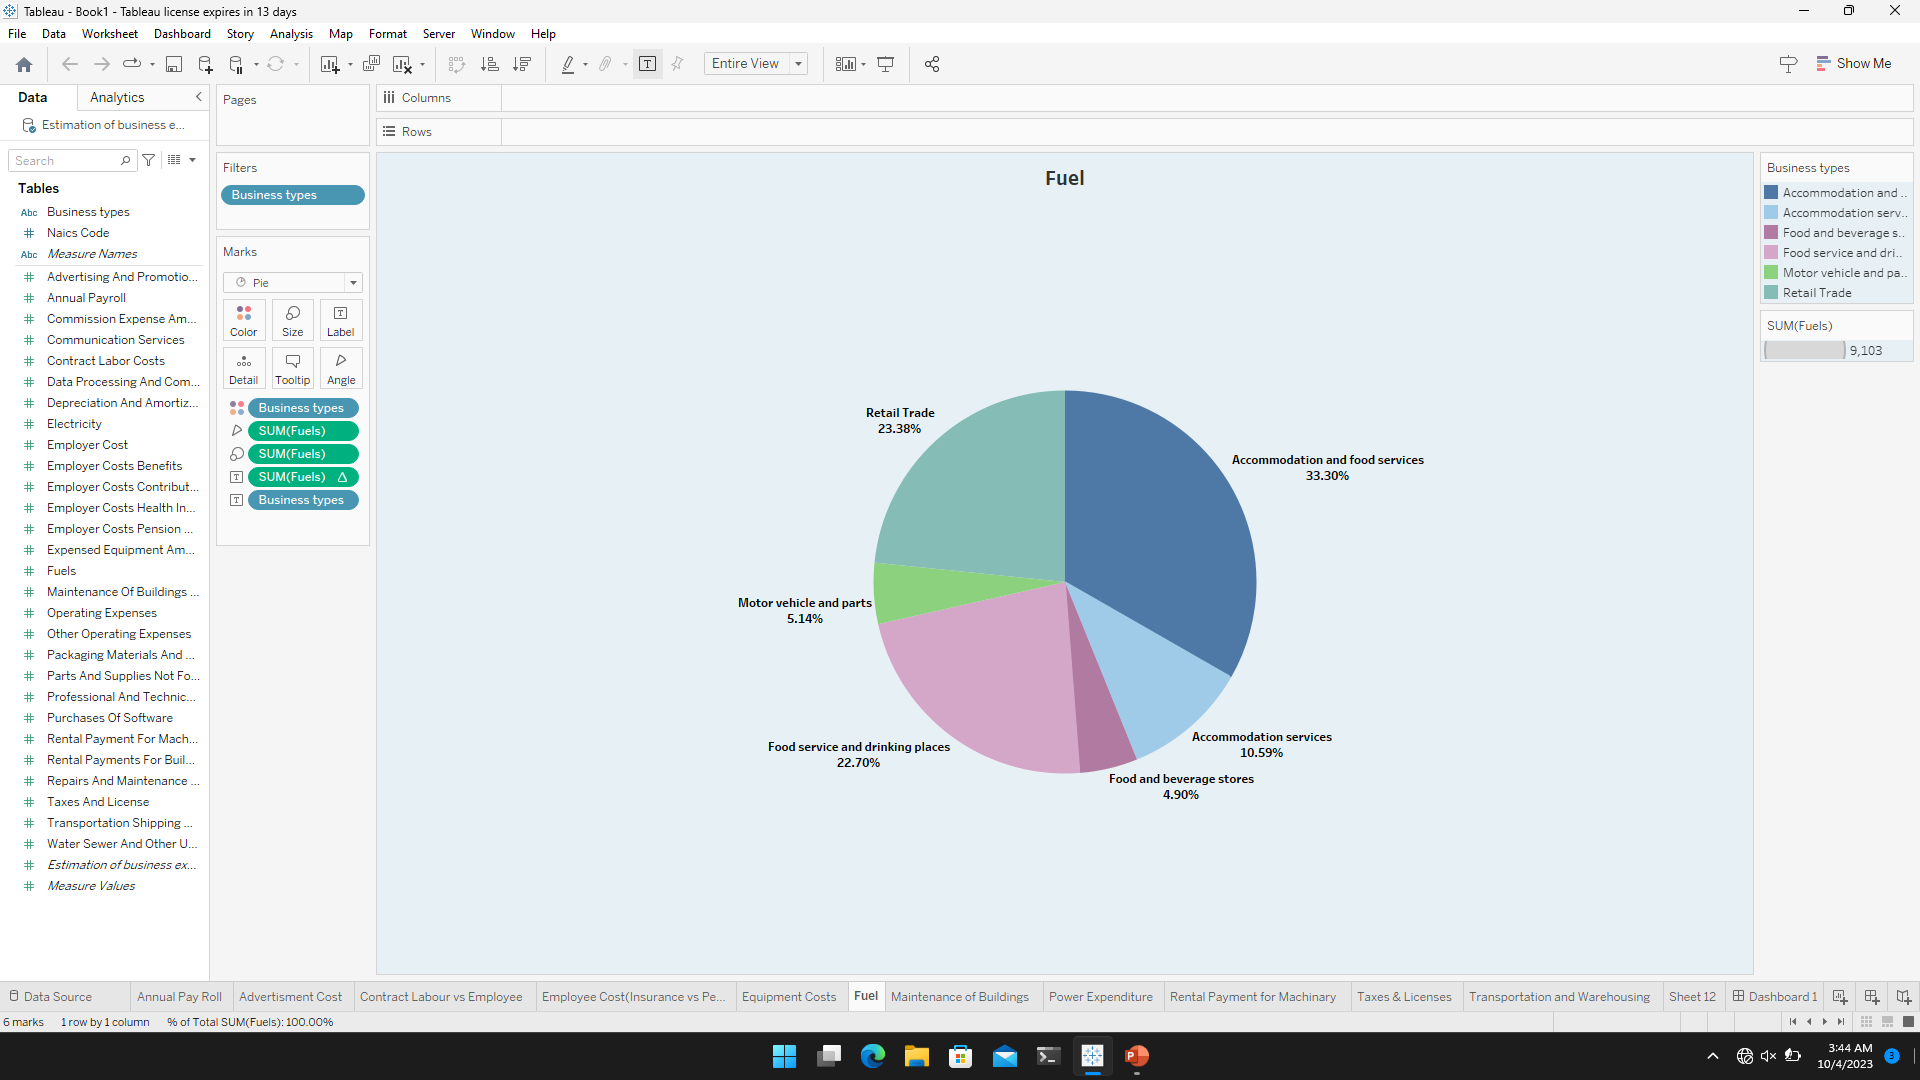 Tableau - Book1 - Tableau license expires in 13 days
File Data Worksheet Dashboard Story Analysis Map Format Server Window Help
Entire View
Show Me
Data Analytics
Estimation of business e...
Search
Tables
Abc Business types
# Naics Code
Abc Measure Names
# Advertising And Promotio...
# Annual Payroll
# Commission Expense Am...
# Communication Services
# Contract Labor Costs
# Data Processing And Com...
# Depreciation And Amortiz...
# Electricity
# Employer Cost
# Employer Costs Benefits
# Employer Costs Contribut...
# Employer Costs Health In...
# Employer Costs Pension ...
# Expensed Equipment Am...
# Fuels
# Maintenance Of Buildings ...
# Operating Expenses
# Other Operating Expenses
# Packaging Materials And ...
# Parts And Supplies Not Fo...
# Professional And Technic...
# Purchases Of Software
# Rental Payment For Mach...
# Rental Payments For Buil...
# Repairs And Maintenance ...
# Taxes And License
# Transportation Shipping ...
# Water Sewer And Other U...
# Estimation of business ex...
# Measure Values
Pages
Filters
Business types
Marks
Pie
Color Size Label
Detail Tooltip Angle
Business types
SUM(Fuels)
SUM(Fuels)
SUM(Fuels) Δ
Business types
Columns
Rows
Fuel
Retail Trade
23.38%
Accommodation and food services
33.30%
Motor vehicle and parts
5.14%
Food service and drinking places
22.70%
Accommodation services
10.59%
Food and beverage stores
4.90%
Business types
Accommodation and ..
Accommodation serv..
Food and beverage s..
Food service and dri..
Motor vehicle and pa..
Retail Trade
SUM(Fuels)
9,103
Data Source Annual Pay Roll Advertisment Cost Contract Labour vs Employee Employee Cost(Insurance vs Pe... Equipment Costs Fuel Maintenance of Buildings Power Expenditure Rental Payment for Machinary Taxes & Licenses Transportation and Warehousing Sheet 12 Dashboard 1
6 marks 1 row by 1 column % of Total SUM(Fuels): 100.00%
3:44 AM
10/4/2023
3